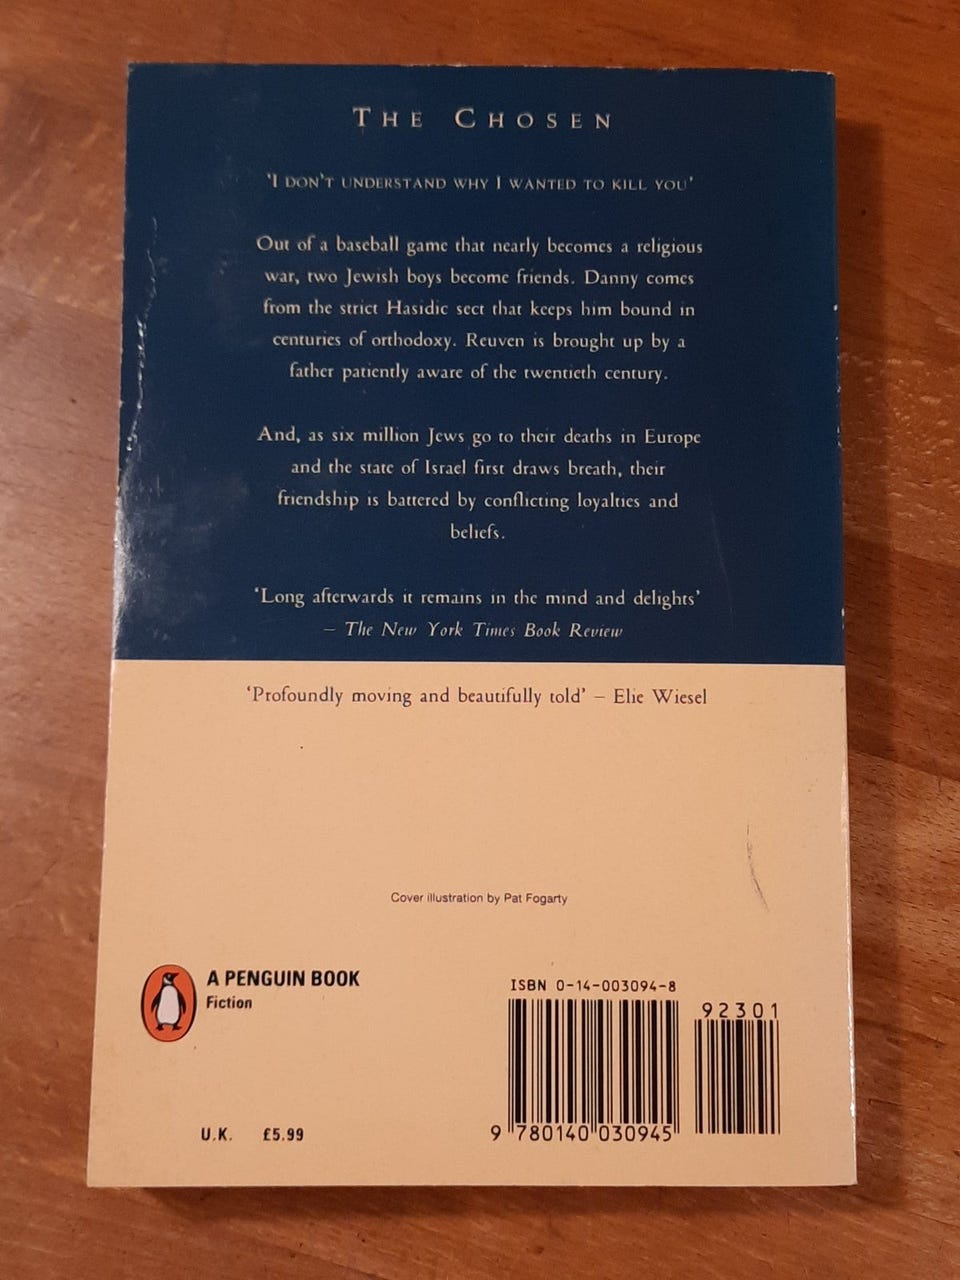 THE CHOSEN
'I DON'T UNDERSTAND WHY I WANTED TO KILL YOU'
Out of a baseball game that nearly becomes a religious
war, two Jewish boys become friends. Danny comes
from the strict Hasidic sect that keeps him bound in
centuries of orthodoxy. Reuven is brought up by a
father patiently aware of the twentieth century.
And, as six million Jews go to their deaths in Europe
and the state of Israel first draws breath, their
friendship is battered by conflicting loyalties and
beliefs.
'Long afterwards it remains in the mind and delights'
– The New York Times Book Review
'Profoundly moving and beautifully told' – Elie Wiesel
Cover illustration by Pat Fogarty
A PENGUIN BOOK
Fiction
ISBN 0-14-003094-8
92301
9 780140 030945
U.K. £5.99